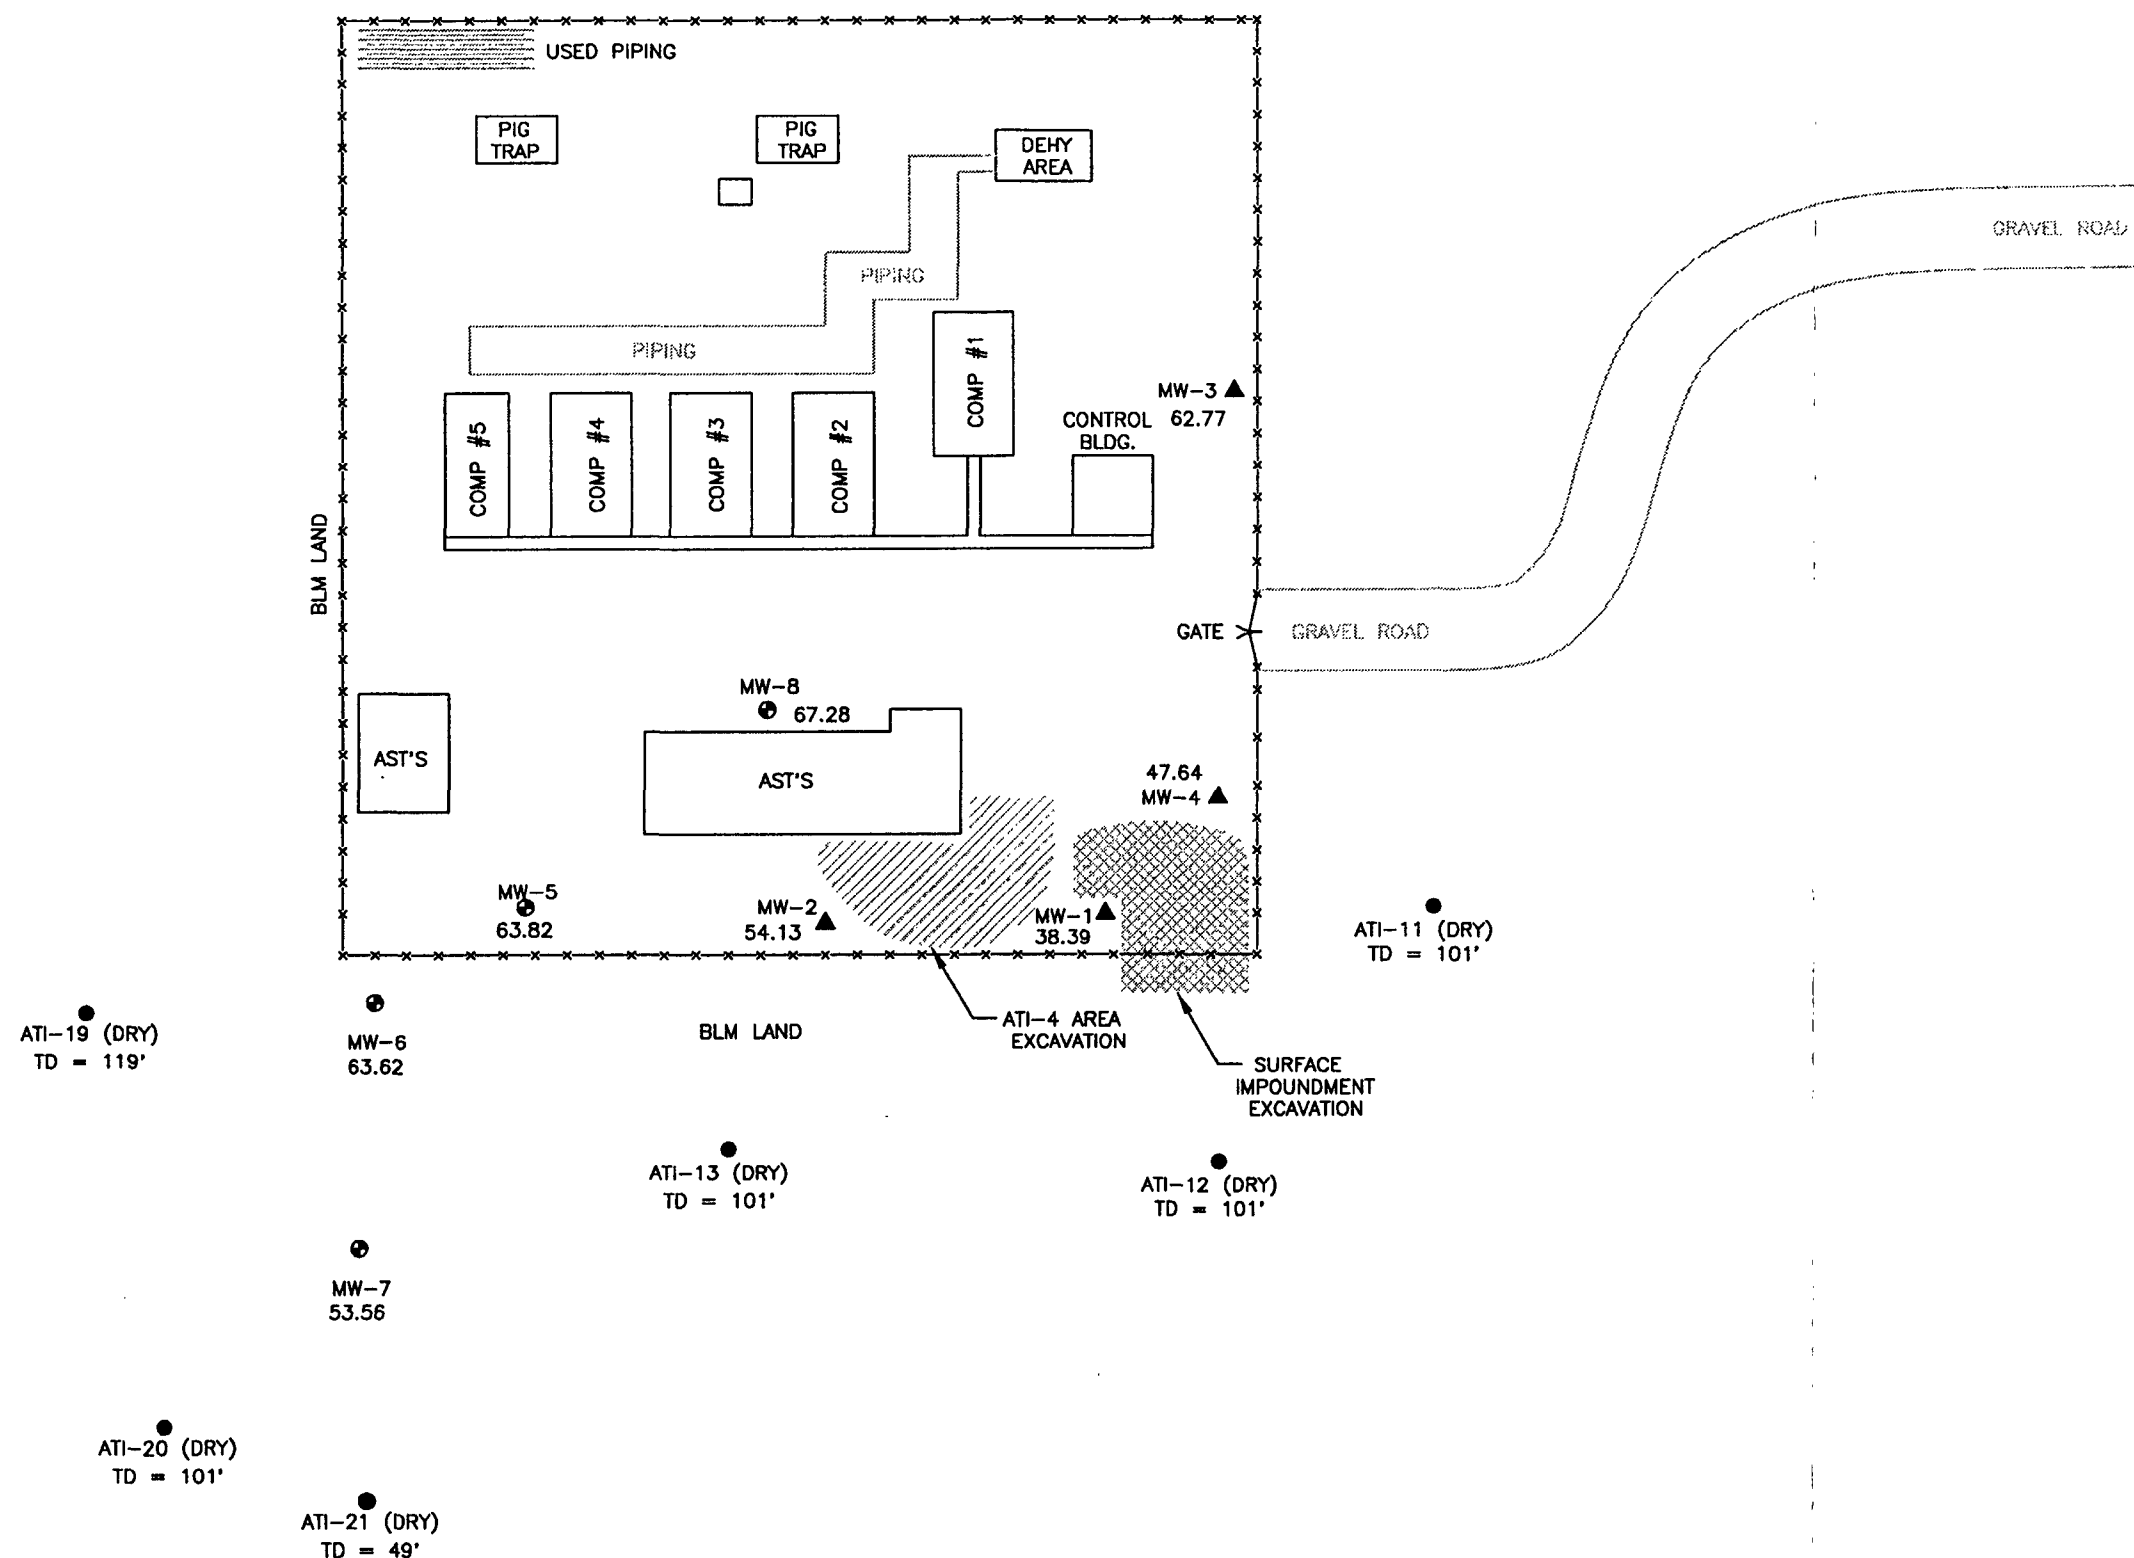 USED PIPING
PIG
TRAP
PIG
TRAP
DEHY
AREA
GRAVEL ROAD
PIPING
PIPING
COMP #1
MW-3
62.77
CONTROL
BLDG.
COMP #5
COMP #4
COMP #3
COMP #2
BLM LAND
GATE
GRAVEL ROAD
MW-8
67.28
AST'S
AST'S
47.64
MW-4
MW-5
63.82
MW-2
54.13
MW-1
38.39
ATI-11 (DRY)
TD = 101'
ATI-19 (DRY)
TD = 119'
MW-6
63.62
BLM LAND
ATI-4 AREA
EXCAVATION
SURFACE
IMPOUNDMENT
EXCAVATION
ATI-13 (DRY)
TD = 101'
ATI-12 (DRY)
TD = 101'
MW-7
53.56
ATI-20 (DRY)
TD = 101'
ATI-21 (DRY)
TD = 49'